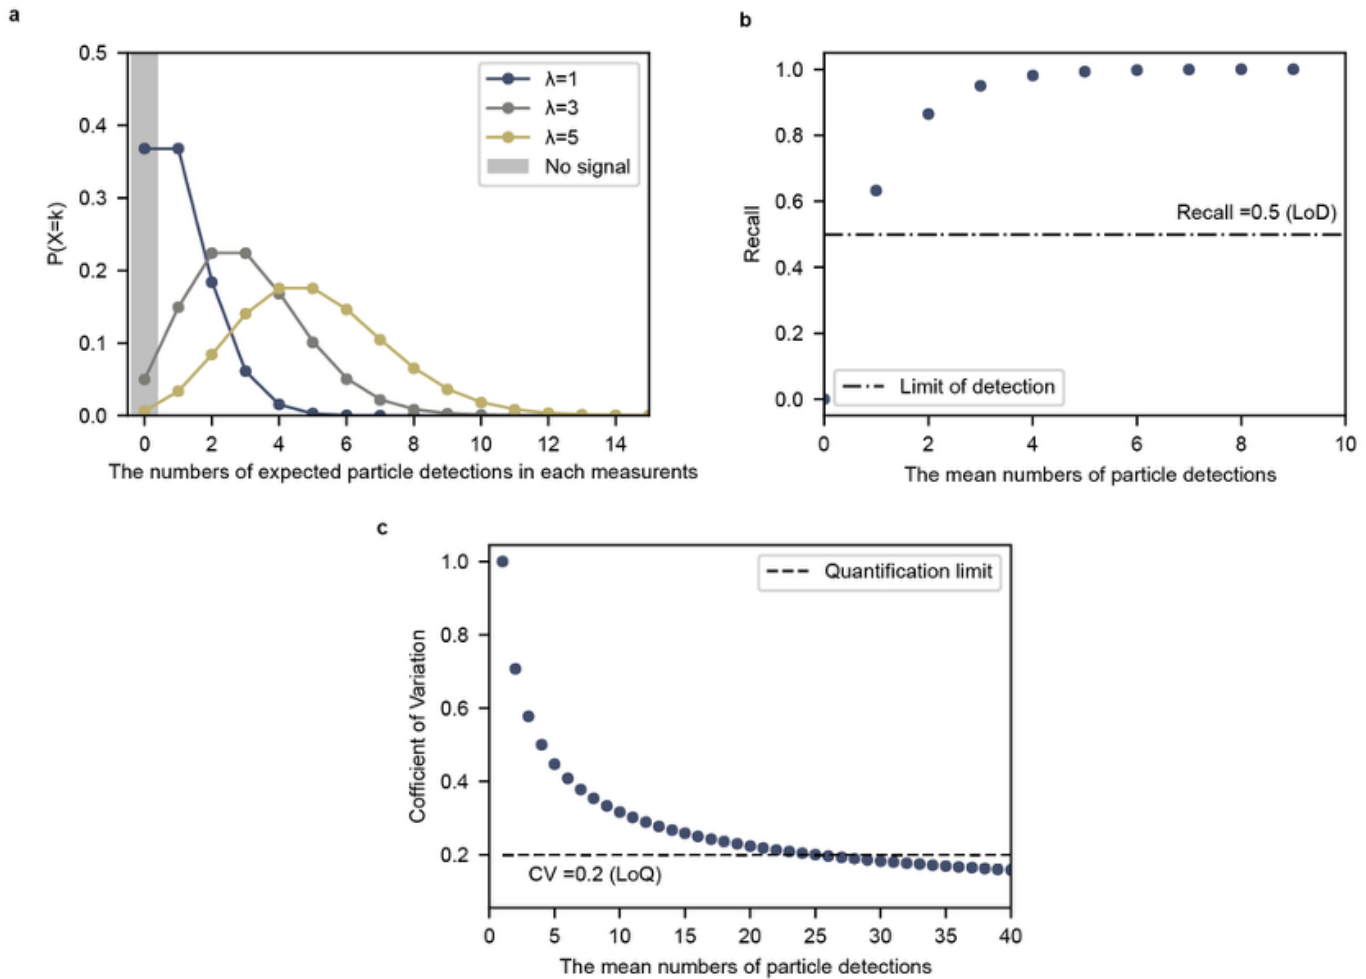 a
0.5
0.4
0.3
0.2
0.1
0.0
P(X=k)
λ=1
λ=3
λ=5
No signal
0 2 4 6 8 10 12 14
The numbers of expected particle detections in each measurents
b
1.0
0.8
0.6
0.4
0.2
0.0
Recall
Recall =0.5 (LoD)
Limit of detection
0 2 4 6 8 10
The mean numbers of particle detections
c
1.0
0.8
0.6
0.4
0.2
Cofficient of Variation
Quantification limit
CV =0.2 (LoQ)
0 5 10 15 20 25 30 35 40
The mean numbers of particle detections